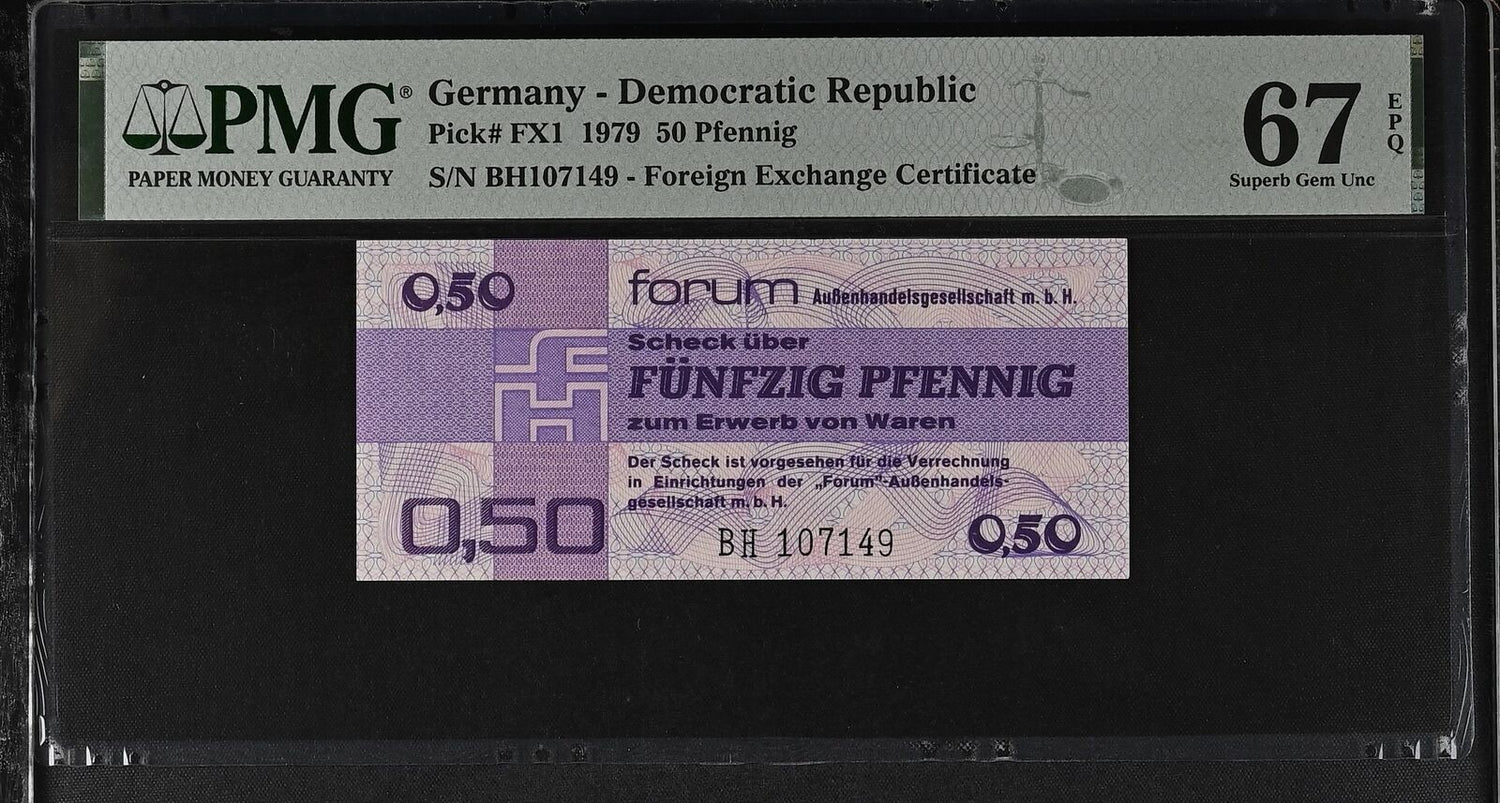 PMG®
PAPER MONEY GUARANTY
Germany - Democratic Republic
Pick# FX1 1979 50 Pfennig
S/N BH107149 - Foreign Exchange Certificate
67
EPQ
Superb Gem Unc
0,50
forum Außenhandelsgesellschaft m. b. H.
Scheck über
FÜNFZIG PFENNIG
zum Erwerb von Waren
Der Scheck ist vorgesehen für die Verrechnung
in Einrichtungen der „Forum"-Außenhandels-
gesellschaft m. b. H.
0,50
BH 107149
0,50